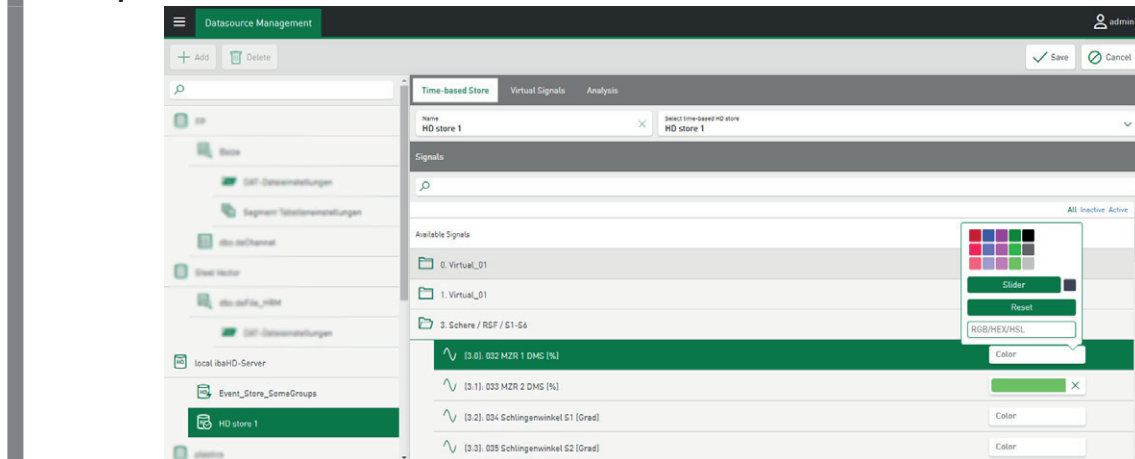 Datasource Management
admin
Add
Delete
Save
Cancel
Time-based Store
Virtual Signals
Analysis
Name
HD store 1
Select time-based HD store
HD store 1
Signals
DAT-Dateieinstellungen
All Inactive Active
Available Signals
0. Virtual_01
1. Virtual_01
Slider
Reset
RGB/HEX/HSL
3. Schere / RSF / S1-S6
DAT-Dateieinstellungen
local ibaHD-Server
[3.0]: 032 MZR 1 DMS [%]
Color
Event_Store_SomeGroups
[3:1]: 033 MZR 2 DMS [%]
HD store 1
[3:2]: 034 Schlingenwinkel S1 [Grad]
Color
[3:3]: 035 Schlingenwinkel S2 [Grad]
Color